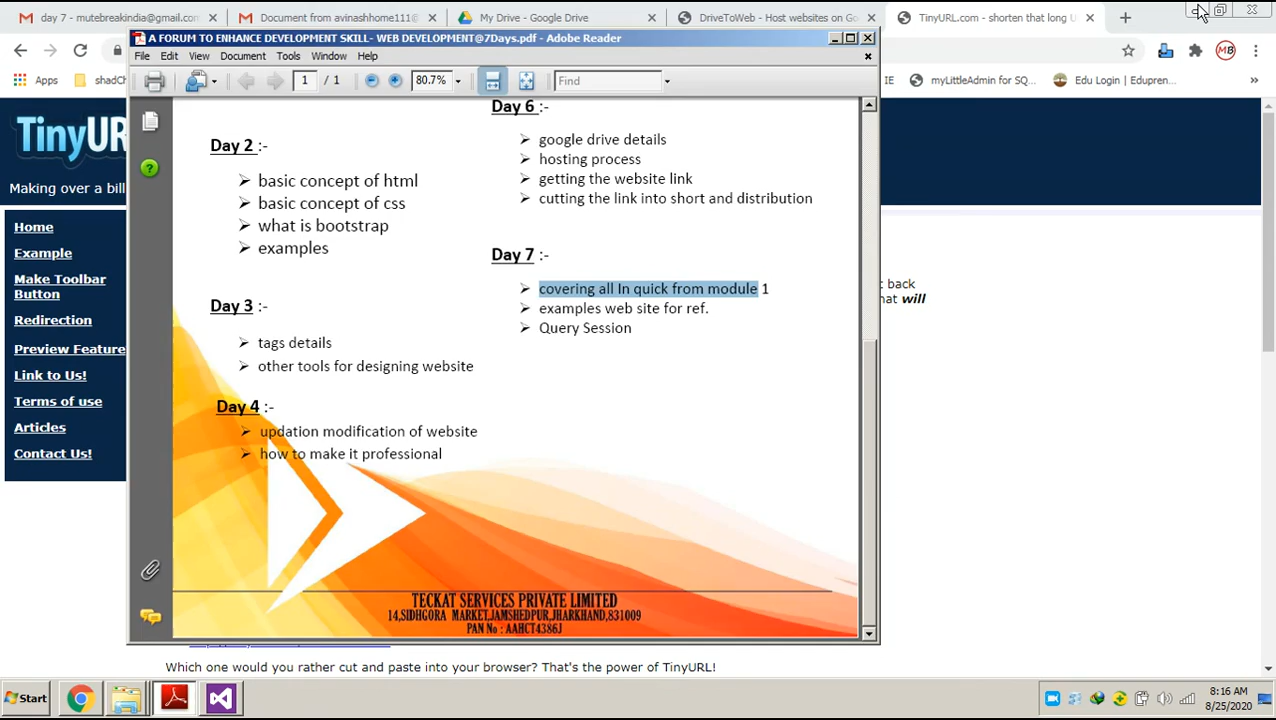 day 7 - mutebreakindia@gmail.com
Document from avinashhome111@
My Drive - Google Drive
DriveToWeb - Host websites on Go
TinyURL.com - shorten that long U
A FORUM TO ENHANCE DEVELOPMENT SKILL- WEB DEVELOPMENT@7Days.pdf - Adobe Reader
File Edit View Document Tools Window Help
1 / 1 80.7% Find
Apps shadCh
IE myLittleAdmin for SQ... Edu Login | Edupren... »
MB
TinyUR
Making over a bill
Home
Example
Make Toolbar
Button
Redirection
Preview Feature
Link to Us!
Terms of use
Articles
Contact Us!
Day 2 :-
basic concept of html
basic concept of css
what is bootstrap
examples
Day 3 :-
tags details
other tools for designing website
Day 4 :-
updation modification of website
how to make it professional
Day 6 :-
google drive details
hosting process
getting the website link
cutting the link into short and distribution
Day 7 :-
covering all In quick from module 1
examples web site for ref.
Query Session
t back
hat will
TECKAT SERVICES PRIVATE LIMITED
14,SIDHGORA MARKET,JAMSHEDPUR,JHARKHAND,831009
PAN No : AAHCT4386J
Which one would you rather cut and paste into your browser? That's the power of TinyURL!
Start
8:16 AM
8/25/2020